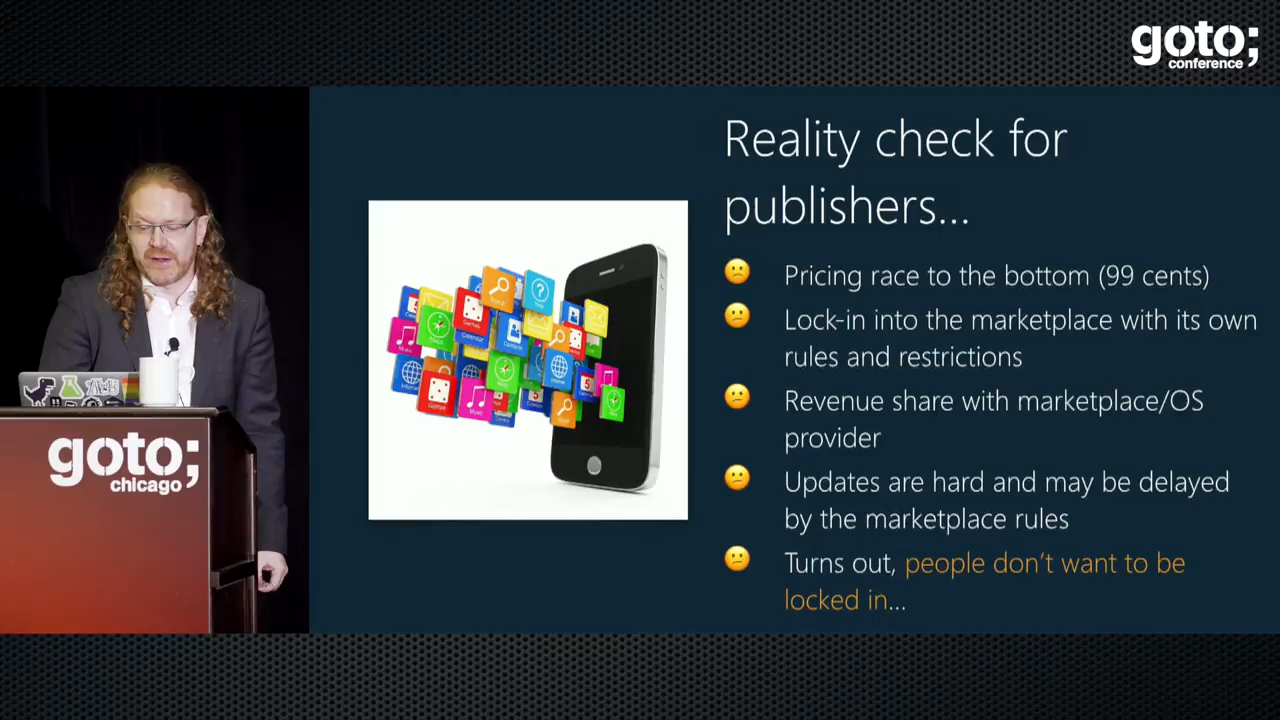 goto;
conference
Reality check for
publishers...
Pricing race to the bottom (99 cents)
Lock-in into the marketplace with its own
rules and restrictions
Revenue share with marketplace/OS
provider
Updates are hard and may be delayed
by the marketplace rules
Turns out, people don't want to be
locked in...
goto;
chicago